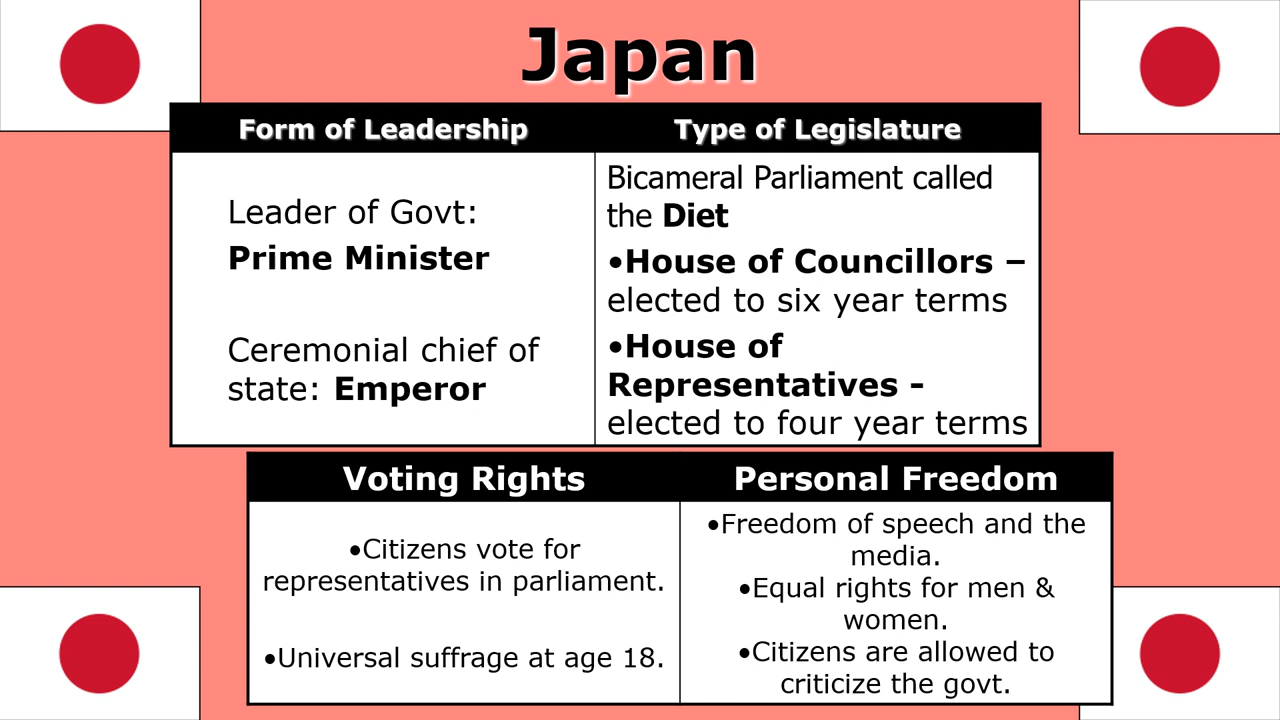 Japan
Form of Leadership
Type of Legislature
Leader of Govt:
Prime Minister
Ceremonial chief of
state: Emperor
Bicameral Parliament called
the Diet
•House of Councillors –
elected to six year terms
•House of
Representatives -
elected to four year terms
Voting Rights
Personal Freedom
•Citizens vote for
representatives in parliament.
•Universal suffrage at age 18.
•Freedom of speech and the
media.
•Equal rights for men &
women.
•Citizens are allowed to
criticize the govt.